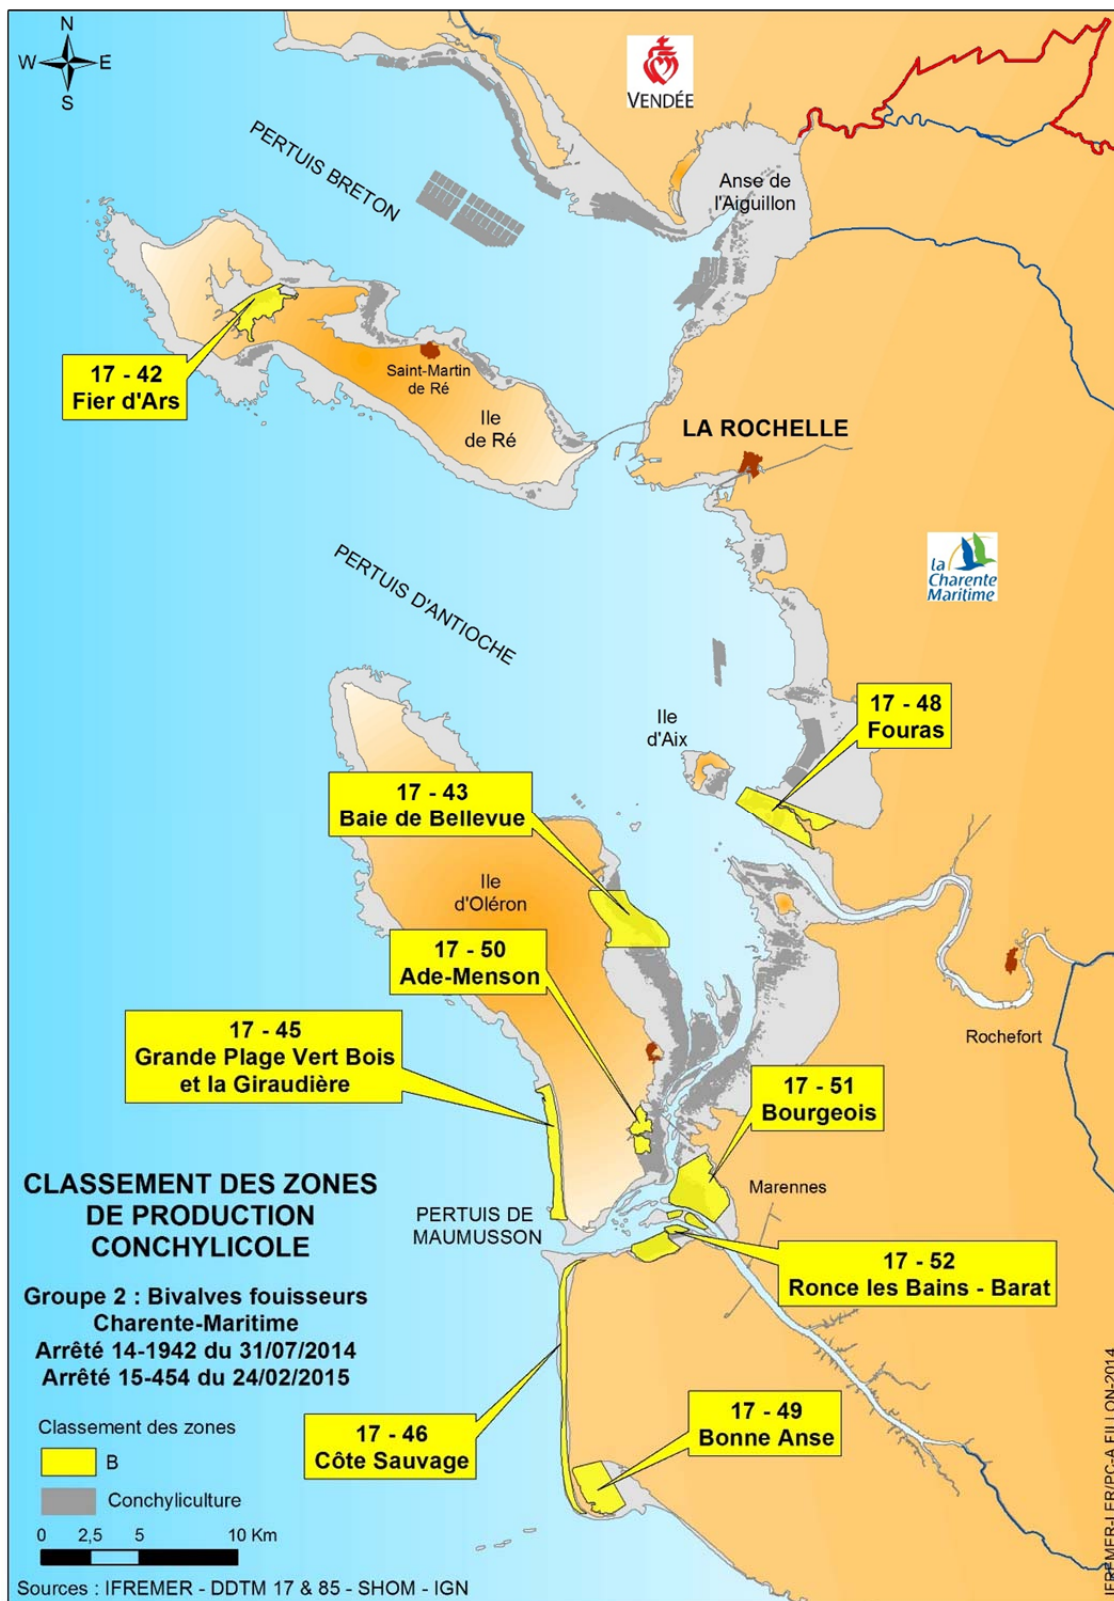 N
W E
S
VENDÉE
PERTUIS BRETON
Anse de
l'Aiguillon
17 - 42
Fier d'Ars
Saint-Martin
de Ré
Ile
de Ré
LA ROCHELLE
la
Charente
Maritime
PERTUIS D'ANTIOCHE
17 - 48
Fouras
Ile
d'Aix
17 - 43
Baie de Bellevue
Ile
d'Oléron
17 - 50
Ade-Menson
17 - 45
Grande Plage Vert Bois
et la Giraudière
Rochefort
17 - 51
Bourgeois
Marennes
CLASSEMENT DES ZONES
DE PRODUCTION
CONCHYLICOLE
PERTUIS DE
MAUMUSSON
17 - 52
Ronce les Bains - Barat
Groupe 2 : Bivalves fouisseurs
Charente-Maritime
Arrêté 14-1942 du 31/07/2014
Arrêté 15-454 du 24/02/2015
17 - 46
Côte Sauvage
17 - 49
Bonne Anse
Classement des zones
B
Conchyliculture
0 2,5 5 10 Km
Sources : IFREMER - DDTM 17 & 85 - SHOM - IGN
IFREMER-LER/PC-A.FILLON-2014